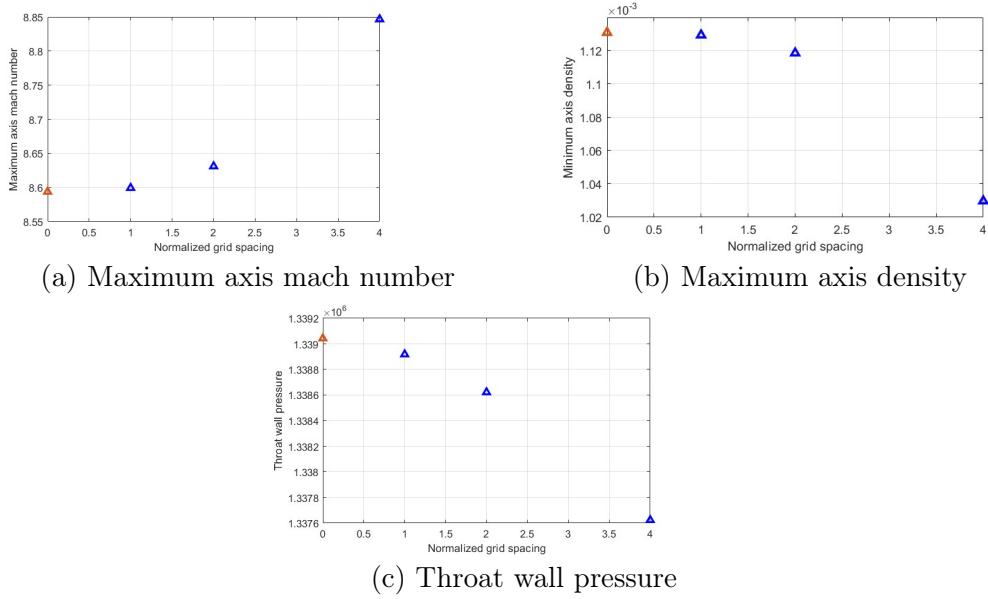 8.85
8.8
8.75
8.7
8.65
8.6
8.55
0 0.5 1 1.5 2 2.5 3 3.5 4
Maximum axis mach number
Normalized grid spacing
(a) Maximum axis mach number
×10⁻³
1.12
1.1
1.08
1.06
1.04
1.02
0 0.5 1 1.5 2 2.5 3 3.5 4
Minimum axis density
Normalized grid spacing
(b) Maximum axis density
×10⁶
1.3392
1.339
1.3388
1.3386
1.3384
1.3382
1.338
1.3378
1.3376
0 0.5 1 1.5 2 2.5 3 3.5 4
Throat wall pressure
Normalized grid spacing
(c) Throat wall pressure